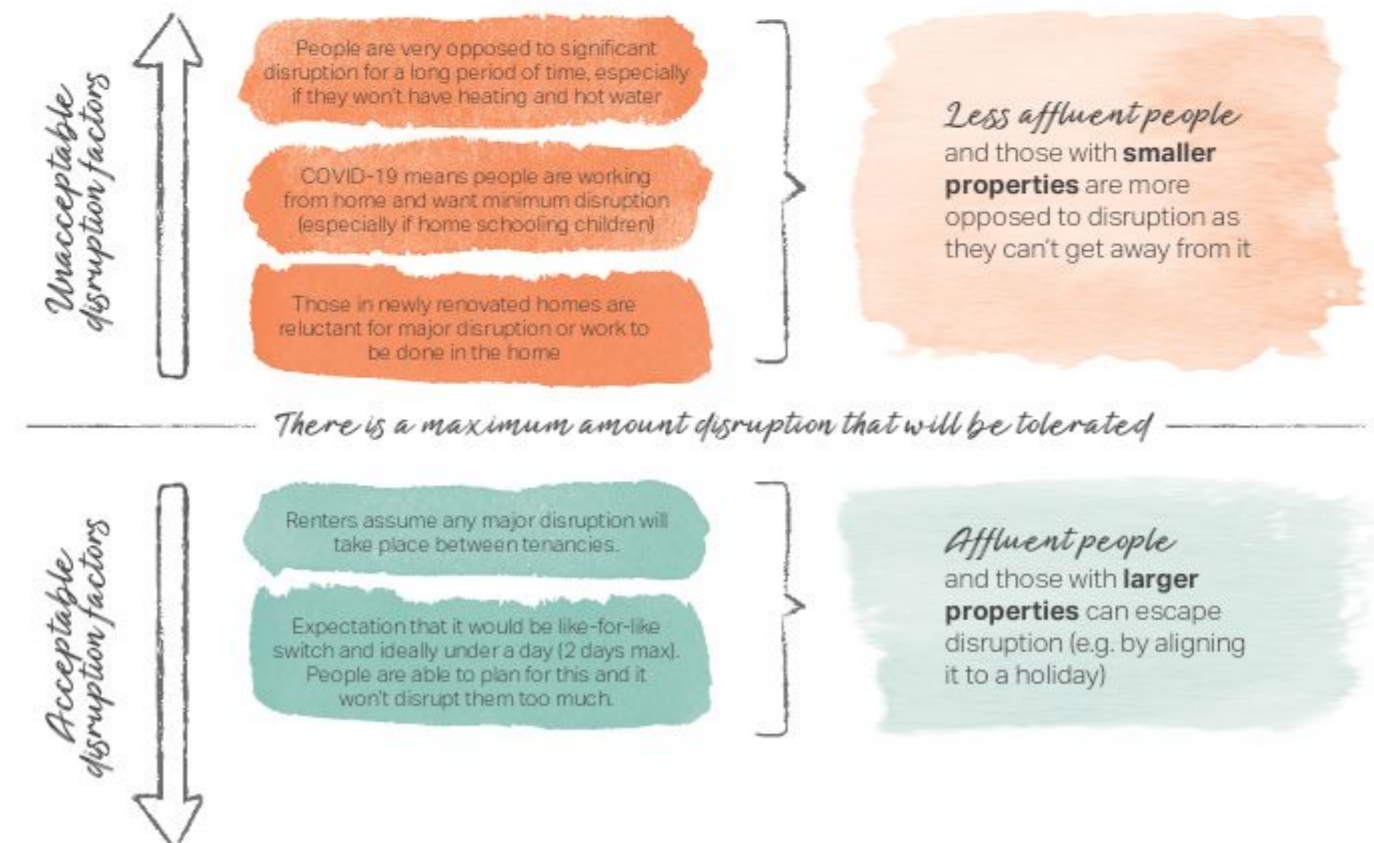 Unacceptable
disruption factors
People are very opposed to significant
disruption for a long period of time, especially
if they won't have heating and hot water
COVID-19 means people are working
from home and want minimum disruption
(especially if home schooling children)
Those in newly renovated homes are
reluctant for major disruption or work to
be done in the home
Less affluent people
and those with smaller
properties are more
opposed to disruption as
they can't get away from it
There is a maximum amount disruption that will be tolerated
Acceptable
disruption factors
Renters assume any major disruption will
take place between tenancies.
Expectation that it would be like-for-like
switch and ideally under a day (2 days max).
People are able to plan for this and it
won't disrupt them too much.
Affluent people
and those with larger
properties can escape
disruption (e.g. by aligning
it to a holiday)